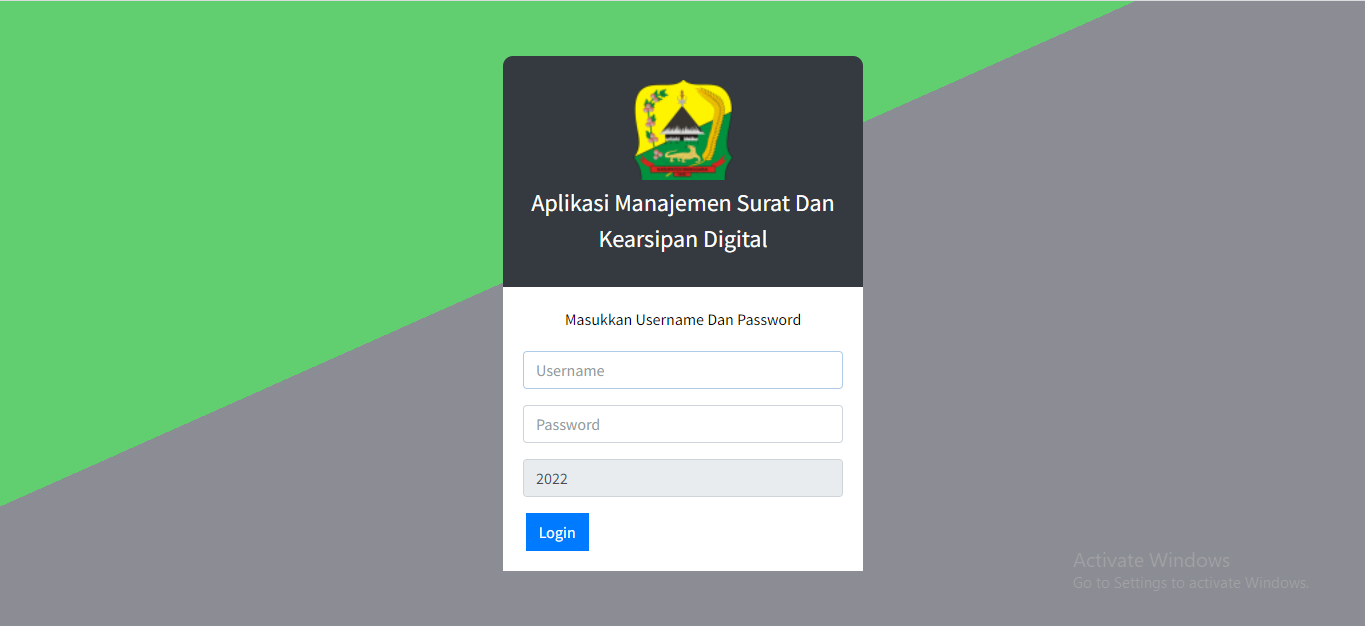 Aplikasi Manajemen Surat Dan
Kearsipan Digital
Masukkan Username Dan Password
Username
Password
2022
Login
Activate Windows
Go to Settings to activate Windows.